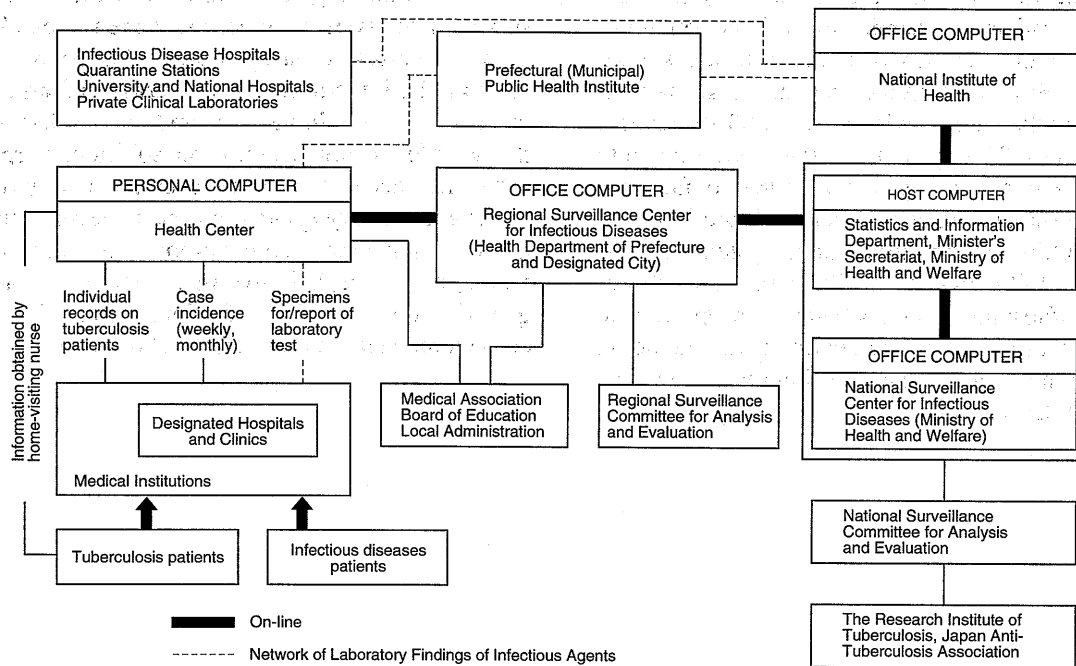 Infectious Disease Hospitals
Quarantine Stations
University and National Hospitals
Private Clinical Laboratories
Prefectural (Municipal)
Public Health Institute
OFFICE COMPUTER
National Institute of
Health
PERSONAL COMPUTER
Health Center
OFFICE COMPUTER
Regional Surveillance Center
for Infectious Diseases
(Health Department of Prefecture
and Designated City)
HOST COMPUTER
Statistics and Information
Department, Minister's
Secretariat, Ministry of
Health and Welfare
OFFICE COMPUTER
National Surveillance
Center for Infectious
Diseases (Ministry of
Health and Welfare)
Information obtained by
home-visiting nurse
Individual
records on
tuberculosis
patients
Case
incidence
(weekly,
monthly)
Specimens
for/report of
laboratory
test
Designated Hospitals
and Clinics
Medical Institutions
Medical Association
Board of Education
Local Administration
Regional Surveillance
Committee for Analysis
and Evaluation
National Surveillance
Committee for Analysis
and Evaluation
Tuberculosis patients
Infectious diseases
patients
The Research Institute of
Tuberculosis, Japan Anti-
Tuberculosis Association
On-line
Network of Laboratory Findings of Infectious Agents